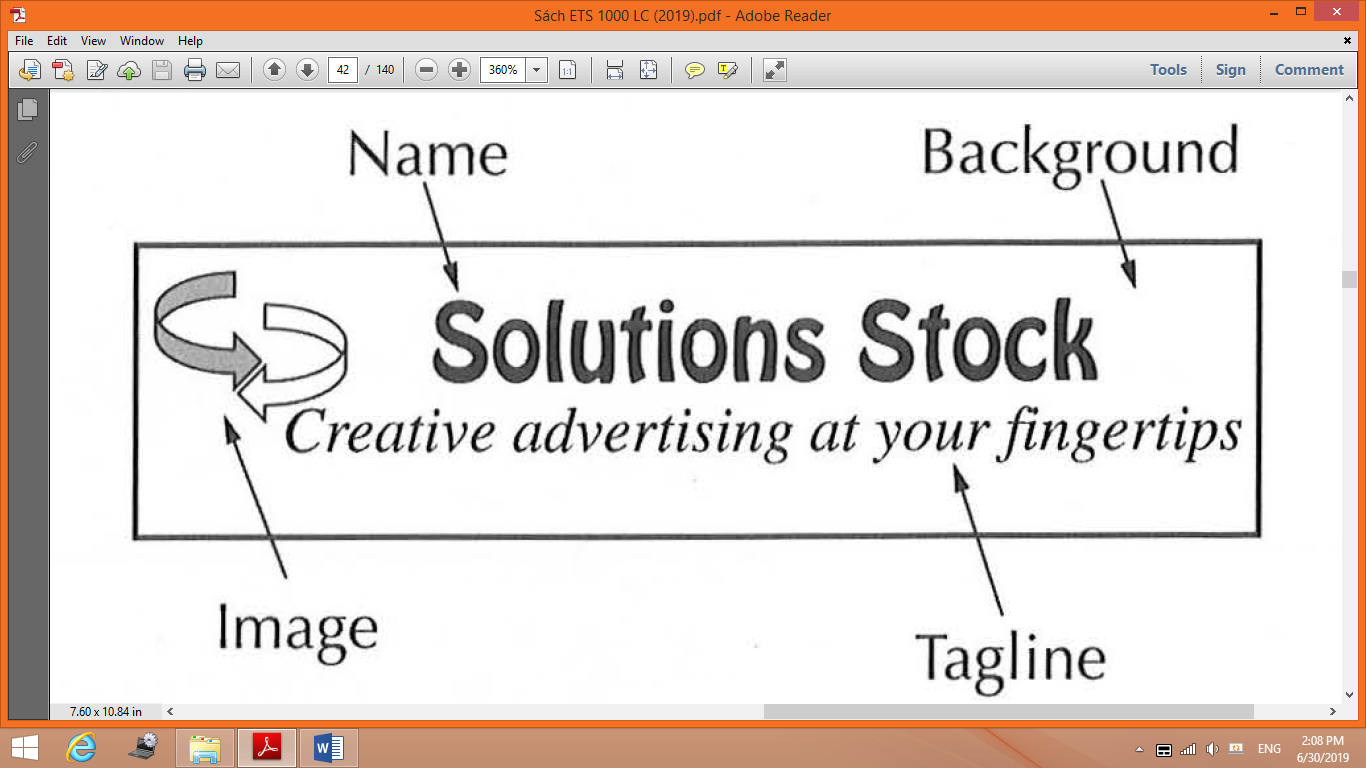 Sách ETS 1000 LC (2019).pdf - Adobe Reader
File Edit View Window Help
42 / 140 360% 1:1 Tools Sign Comment
Name Background
Solutions Stock
Creative advertising at your fingertips
Image
Tagline
7.60 x 10.84 in
ENG
2:08 PM
6/30/2019